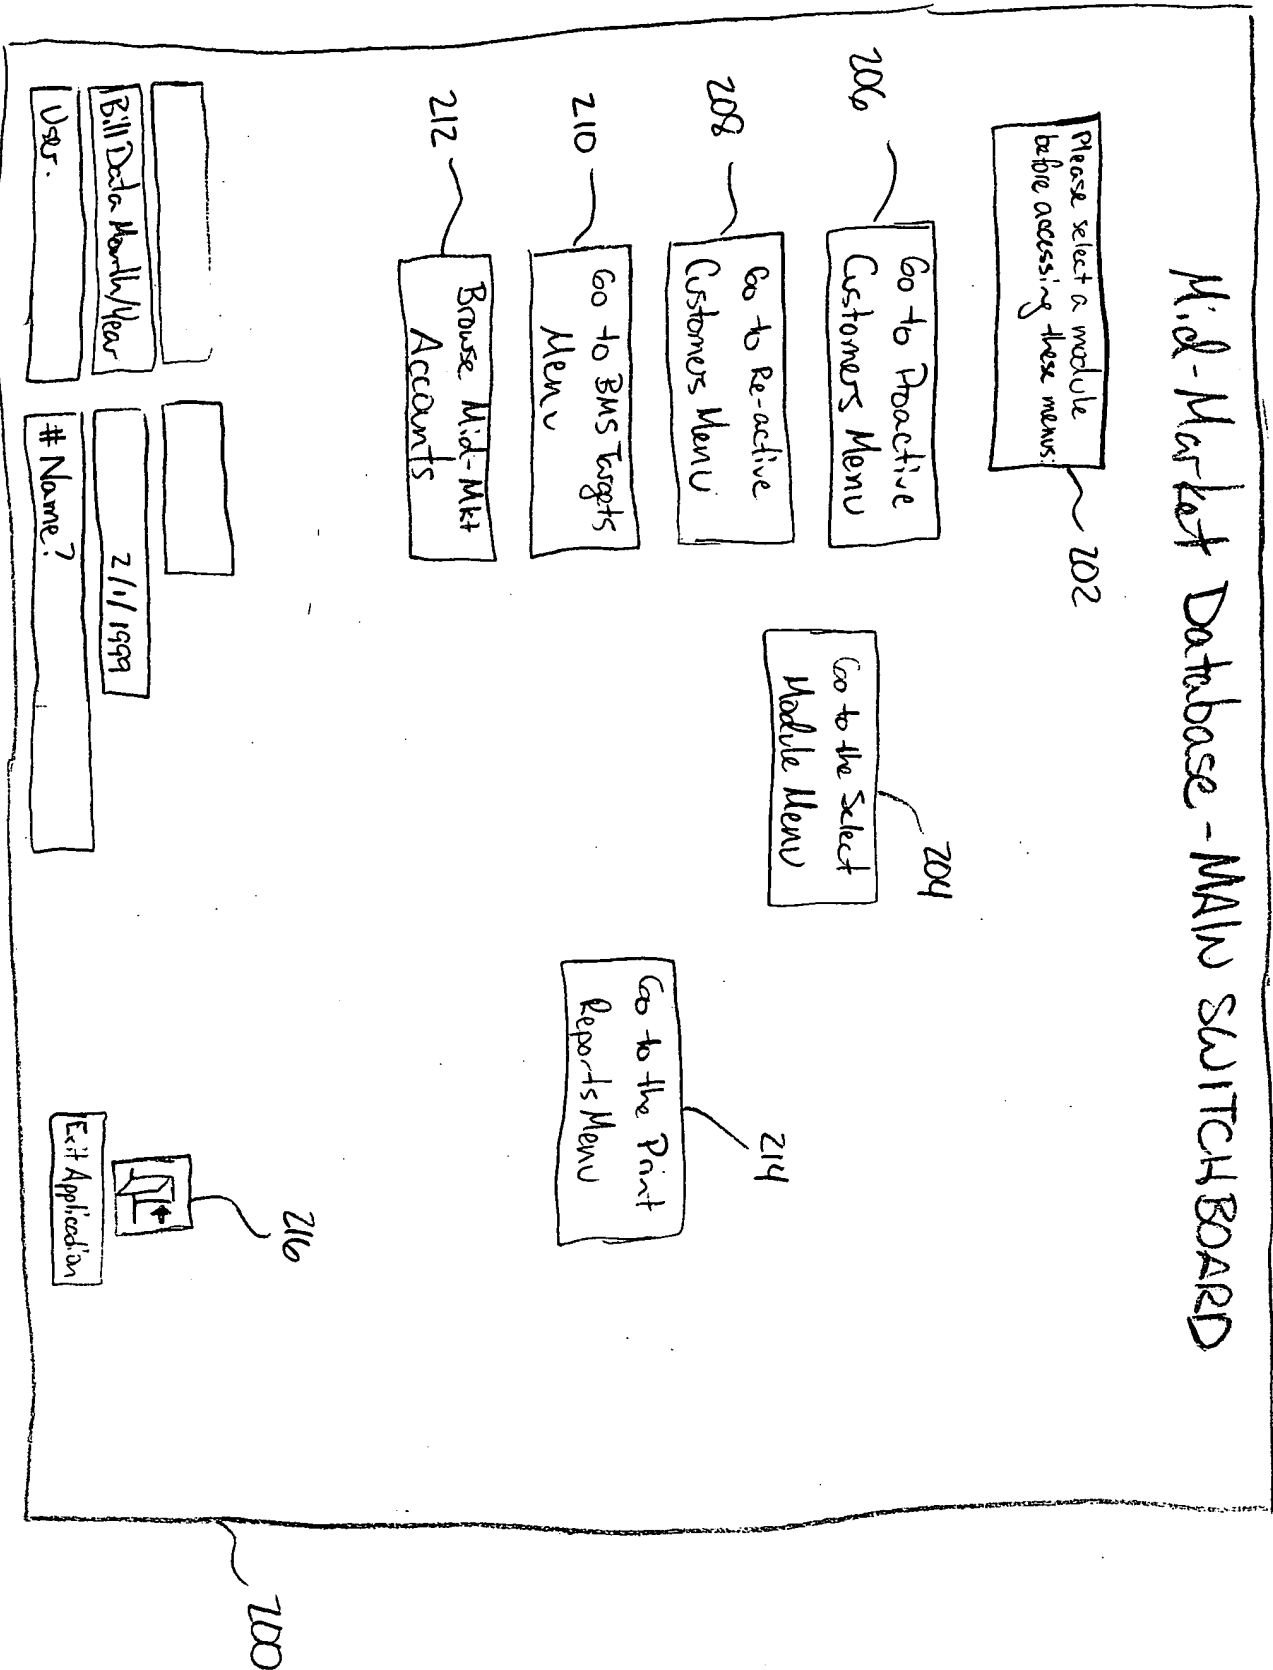 Mid-Market Database - MAIN SWITCHBOARD
Please select a module
before accessing these menus:
202
206
Go to Proactive
Customers Menu
204
Go to the Select
Module Menu
208
Go to Re-active
Customers Menu
214
Go to the Print
Reports Menu
210
Go to BMS Targets
Menu
212
Browse Mid-Mkt
Accounts
216
Bill Data Month/Year
2/1/1999
User.
#Name?
Exit Application
200